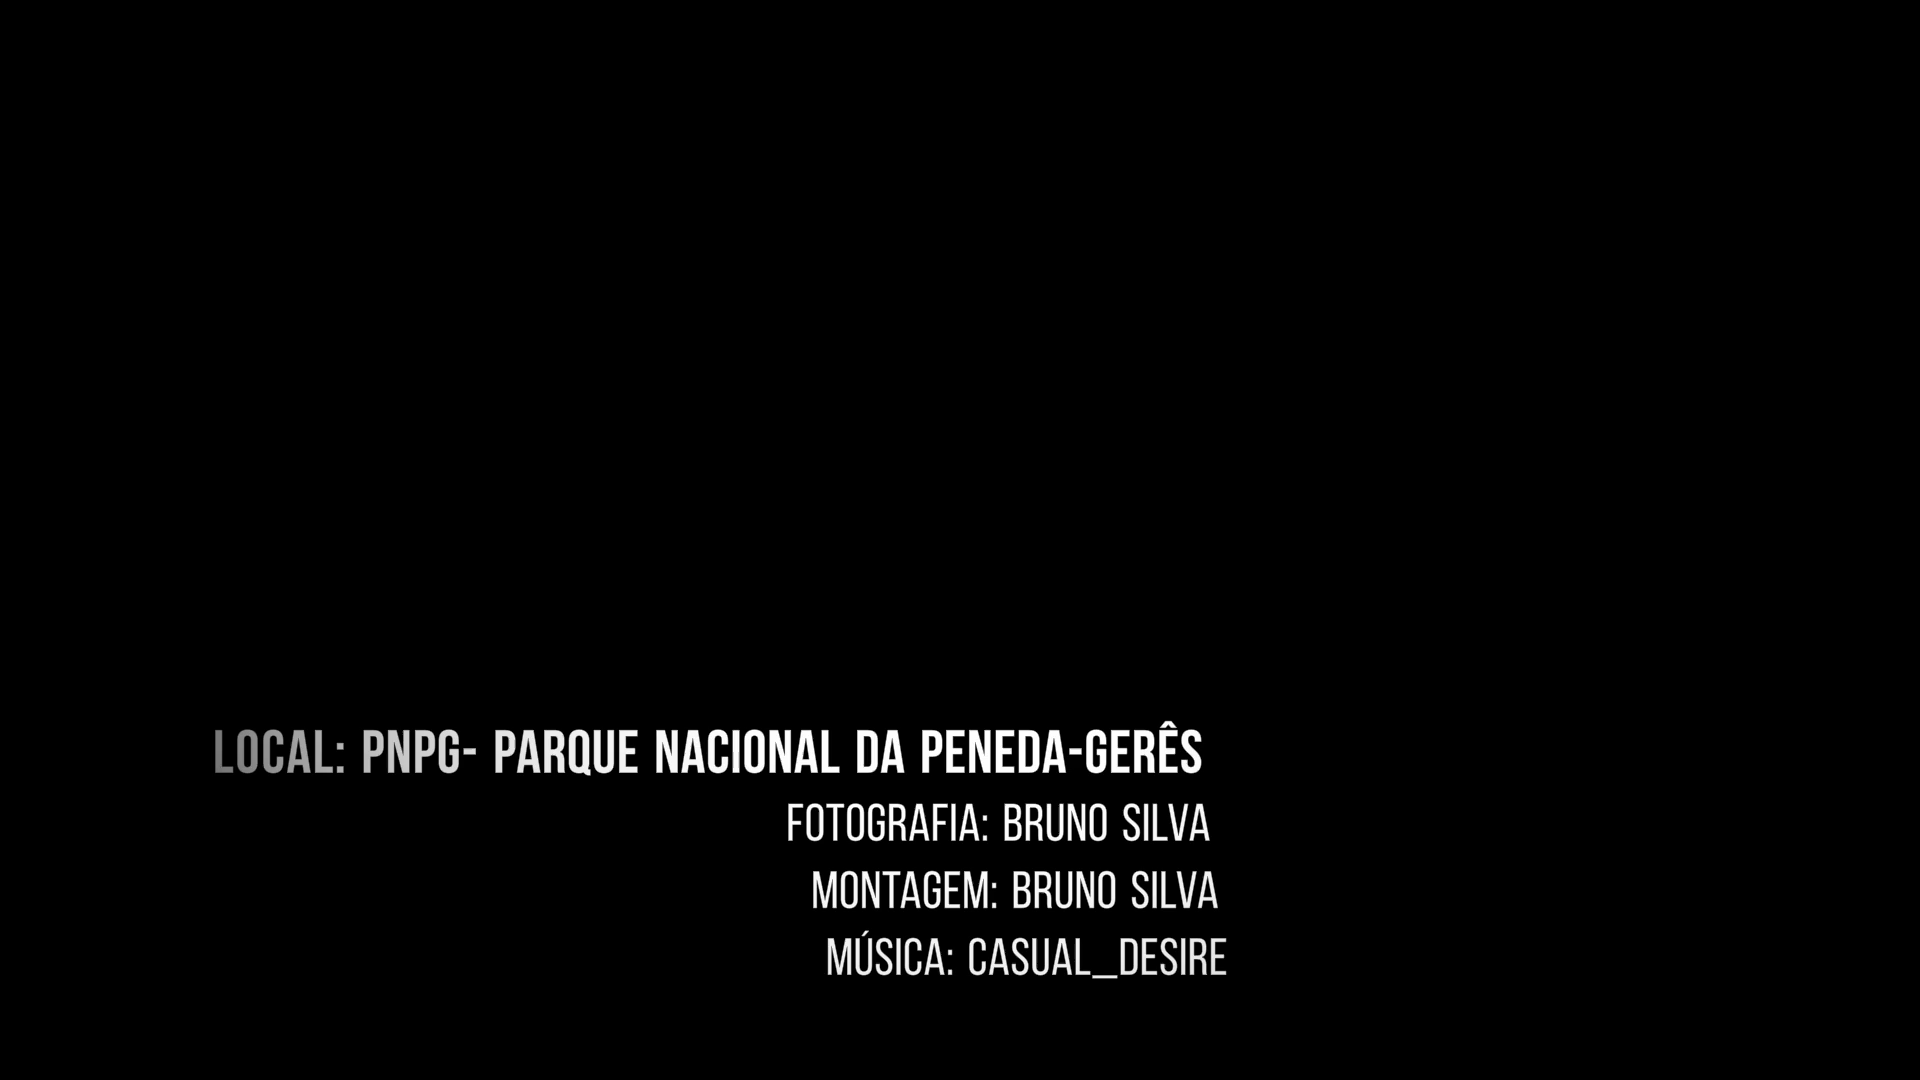 LOCAL: PNPG- PARQUE NACIONAL DA PENEDA-GERÊS
FOTOGRAFIA: BRUNO SILVA
MONTAGEM: BRUNO SILVA
MÚSICA: CASUAL_DESIRE